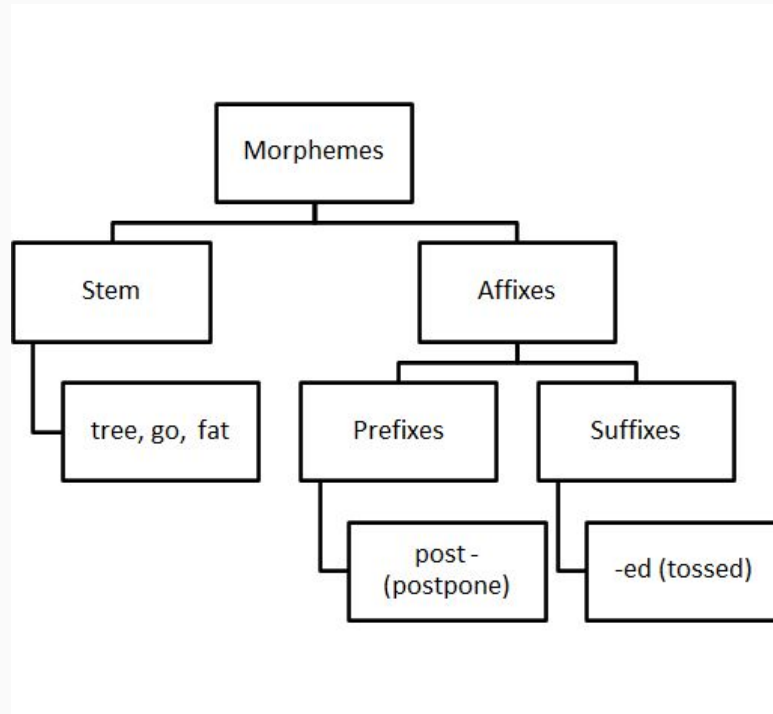 Morphemes
Stem
Affixes
tree, go, fat
Prefixes
Suffixes
post -
(postpone)
-ed (tossed)